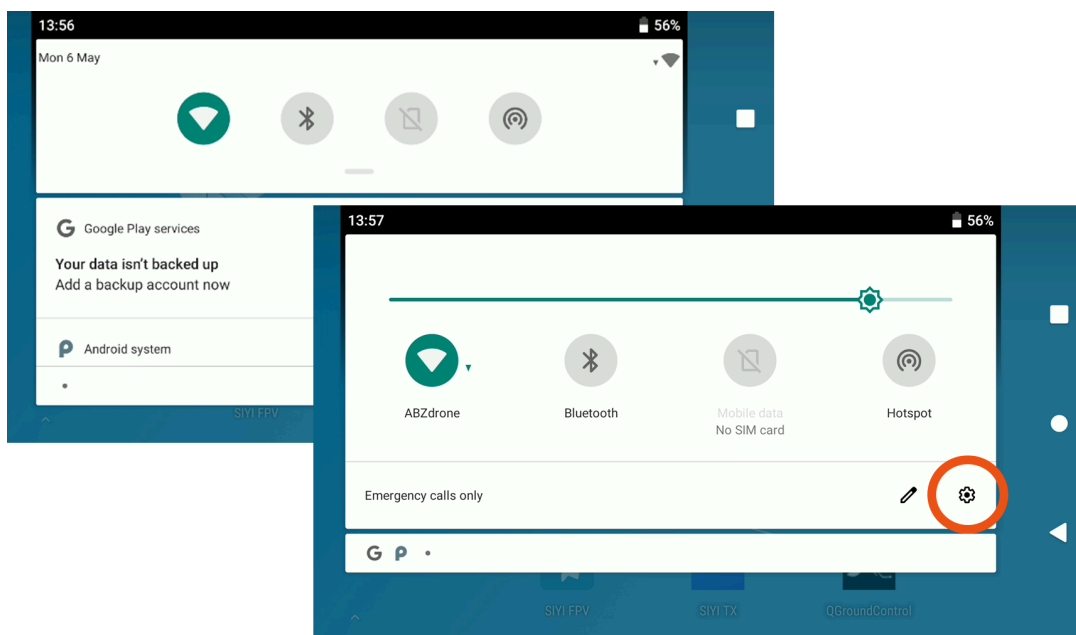 13:56
56%
Mon 6 May
Google Play services
Your data isn't backed up
Add a backup account now
Android system
SIYI FPV
13:57
56%
ABZdrone
Bluetooth
Mobile data
Hotspot
No SIM card
Emergency calls only
SIYI FPV
SIYI TX
QGroundControl